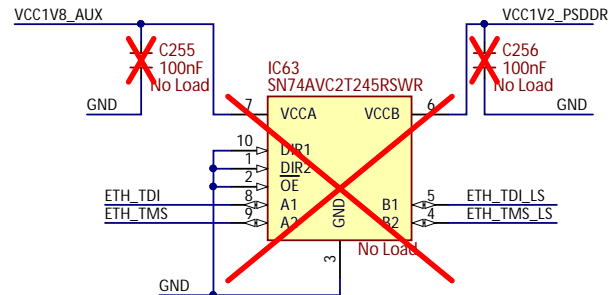 VCC1V8_AUX
VCC1V2_PSDDR
C255
100nF
No Load
C256
100nF
No Load
IC63
SN74AVC2T245RSWR
GND
GND
7 VCCA VCCB 6
10 DIR1
1 DIR2
2 OE
ETH_TDI 8 A1 B1 5 ETH_TDI_LS
ETH_TMS 9 A2 B2 4 ETH_TMS_LS
GND
3
No Load
GND